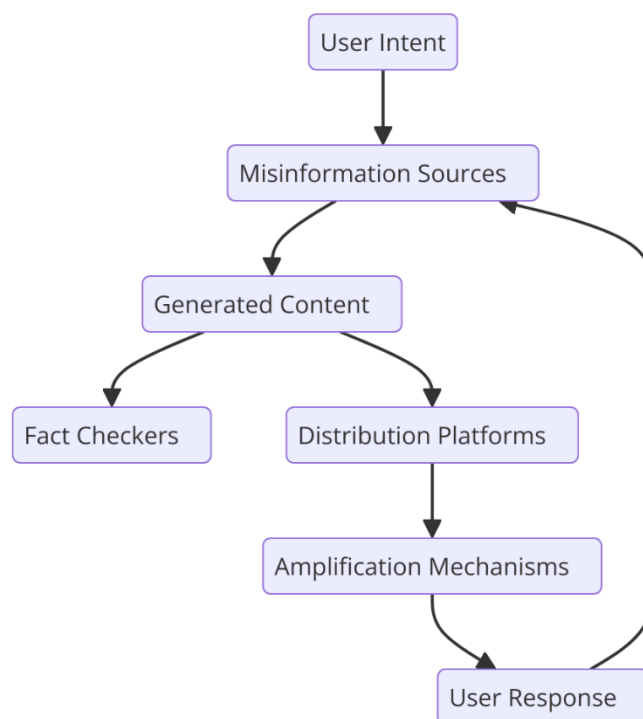 User Intent
Misinformation Sources
Generated Content
Fact Checkers
Distribution Platforms
Amplification Mechanisms
User Response